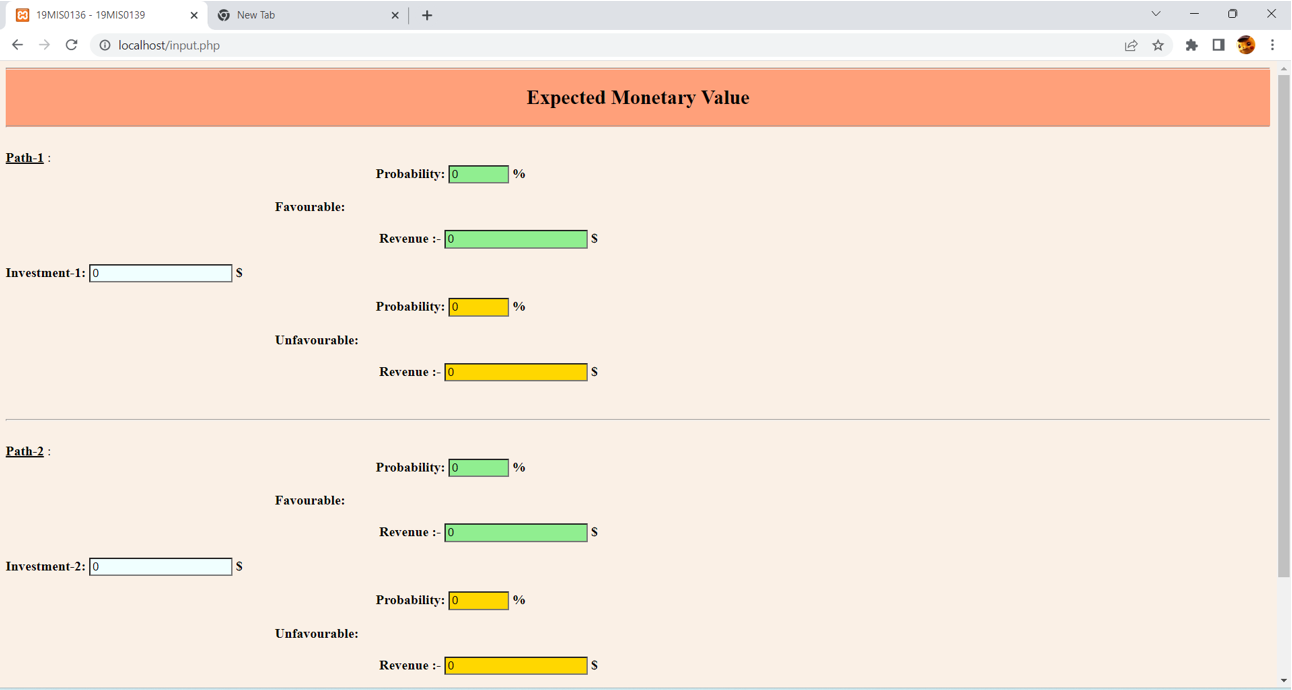 19MIS0136 - 19MIS0139
New Tab
localhost/input.php
Expected Monetary Value
Path-1 :
Probability: 0 %
Favourable:
Revenue :- 0 $
Investment-1: 0 $
Probability: 0 %
Unfavourable:
Revenue :- 0 $
Path-2 :
Probability: 0 %
Favourable:
Revenue :- 0 $
Investment-2: 0 $
Probability: 0 %
Unfavourable:
Revenue :- 0 $